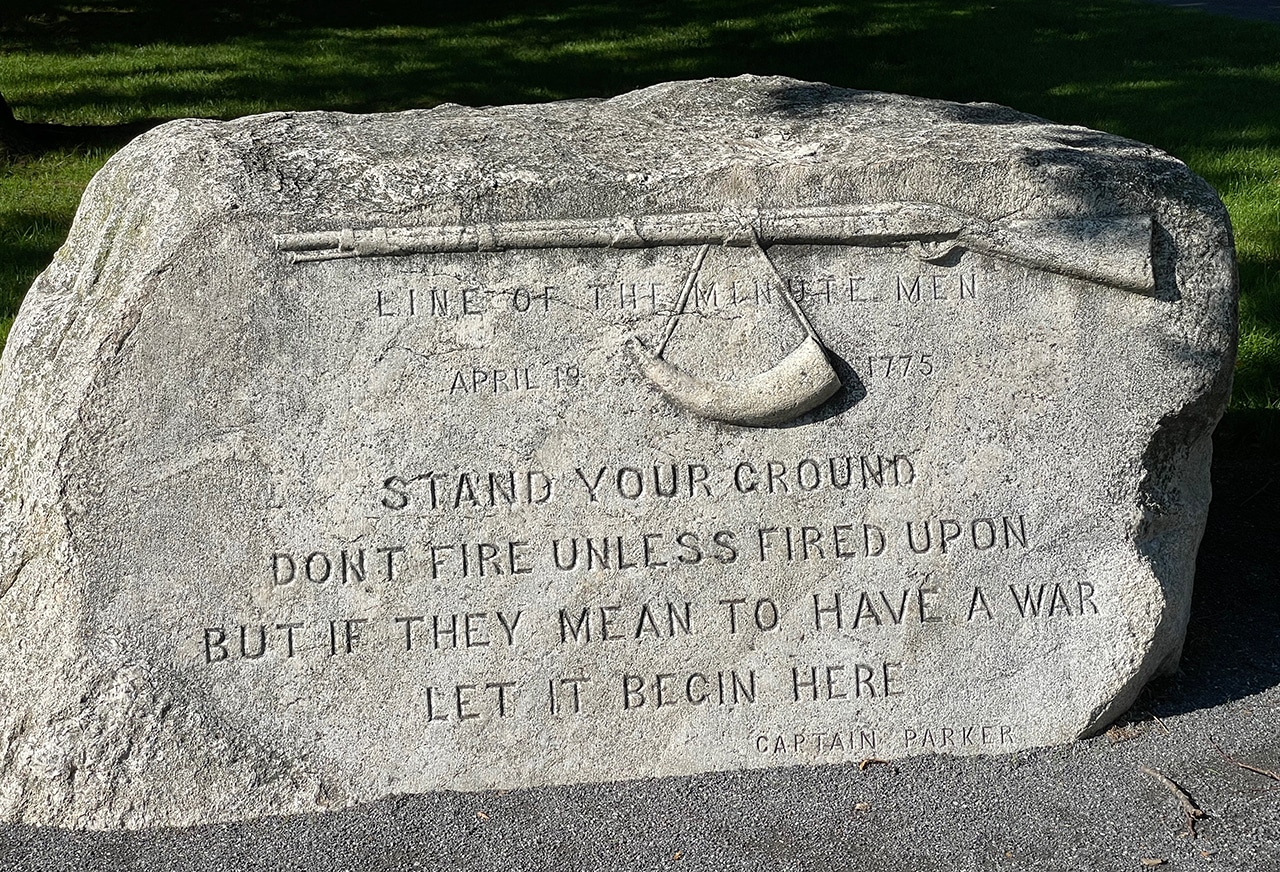 LINE OF THE MINUTE MEN
APRIL 19 1775
STAND YOUR GROUND
DONT FIRE UNLESS FIRED UPON
BUT IF THEY MEAN TO HAVE A WAR
LET IT BEGIN HERE
CAPTAIN PARKER